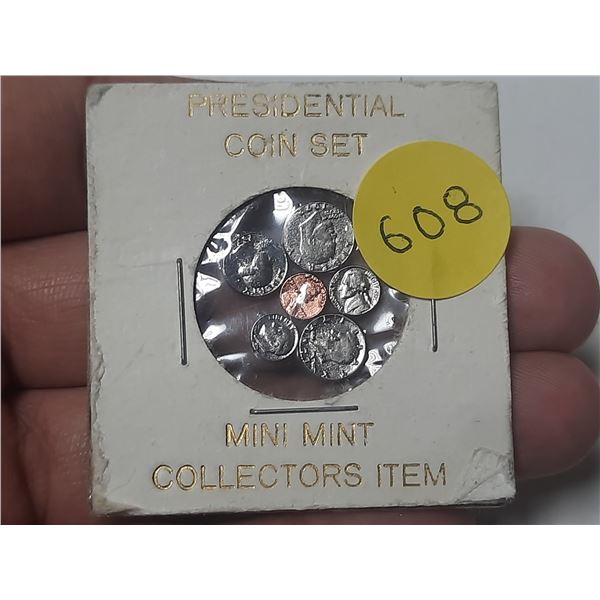 PRESIDENTIAL
COIN SET
608
MINI MINT
COLLECTORS ITEM